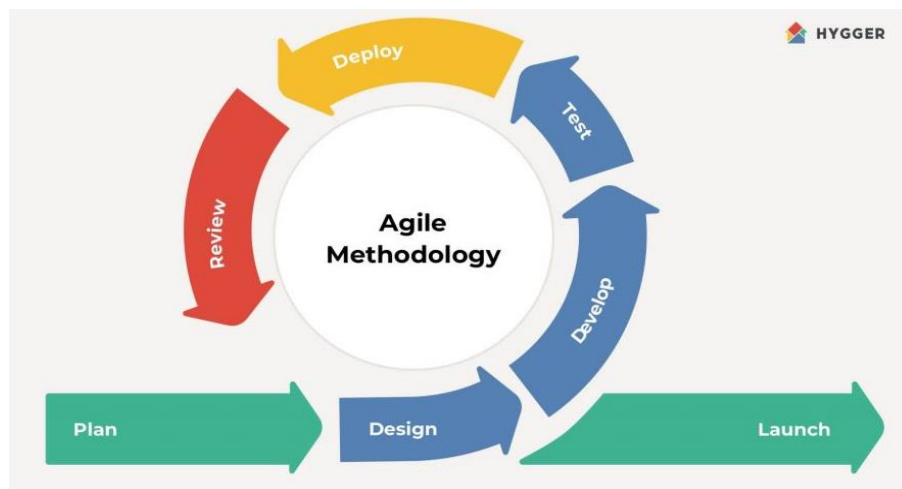 HYGGER
Deploy
Test
Review
Agile
Methodology
Develop
Plan
Design
Launch